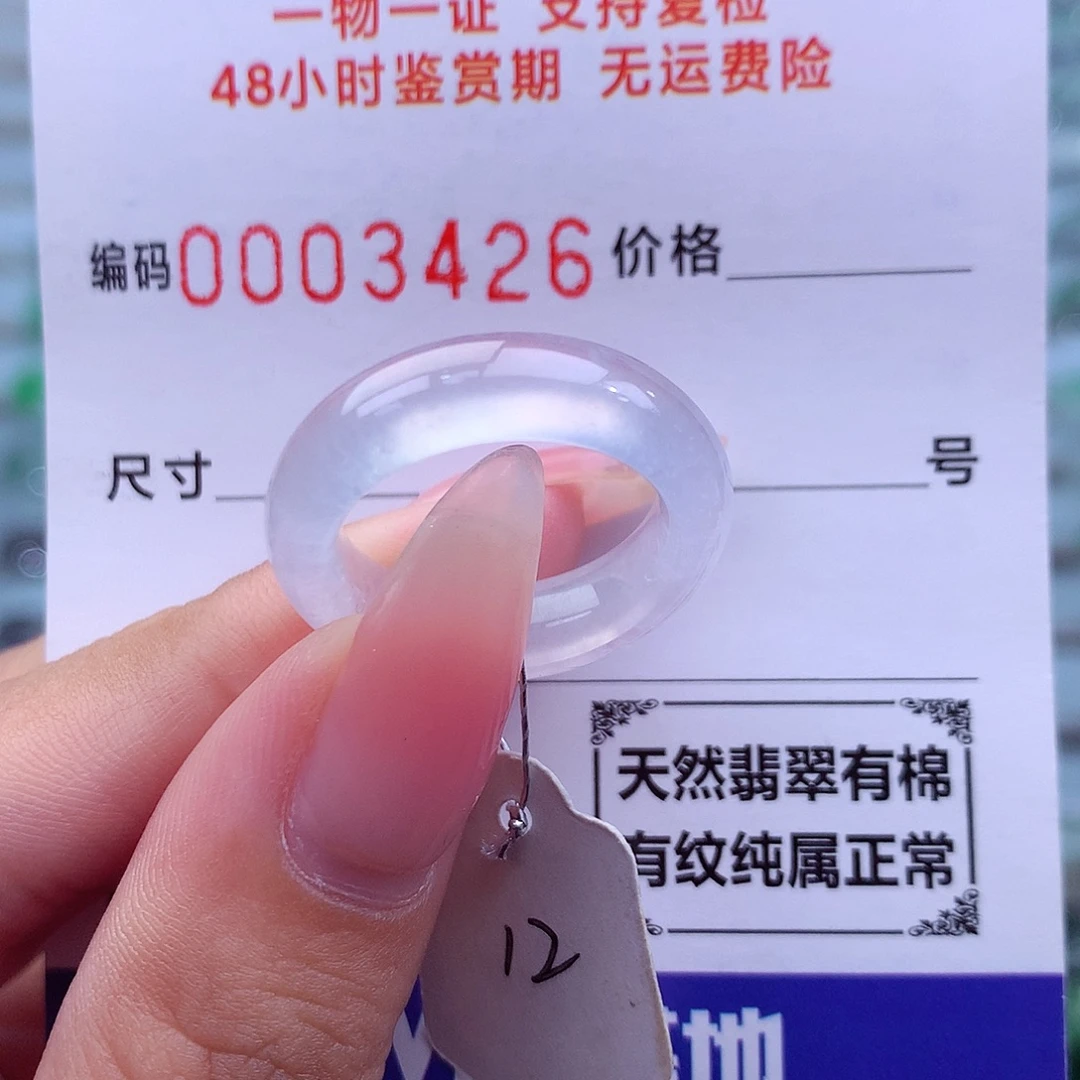 一物一证 支持复检
48小时鉴赏期 无运费险
编码0003426 价格
尺寸 号
天然翡翠有棉
有纹纯属正常
12
基地